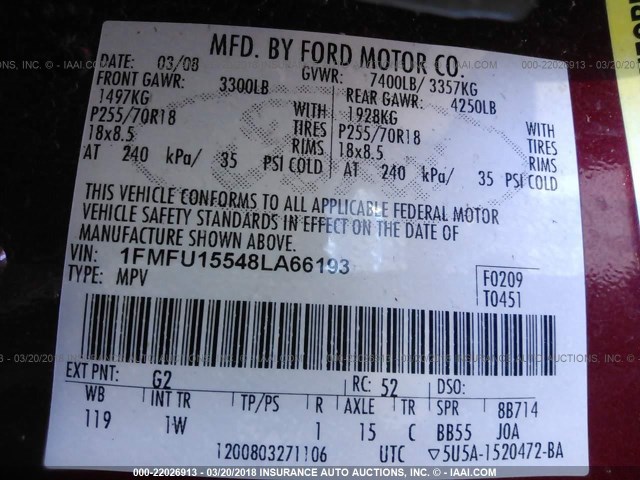 MFD. BY FORD MOTOR CO.
DATE: 03/08 GVWR: 7400LB/ 3357KG
FRONT GAWR: 3300LB REAR GAWR: 4250LB
1497KG WITH 1928KG WITH
P255/70R18 TIRES P255/70R18 TIRES
18x8.5 RIMS 18x8.5 RIMS
AT 240 kPa/ 35 PSI COLD AT 240 kPa/ 35 PSI COLD
THIS VEHICLE CONFORMS TO ALL APPLICABLE FEDERAL MOTOR
VEHICLE SAFETY STANDARDS IN EFFECT ON THE DATE OF
MANUFACTURE SHOWN ABOVE.
VIN: 1FMFU15548LA66193
TYPE: MPV F0209
T0451
EXT PNT: G2 RC: 52 DSO:
WB INT TR TP/PS R AXLE TR SPR 8B714
119 1W 1 15 C BB55 JOA
1200803271106 UTC ▽5U5A-1520472-BA
000-22026913 - 03/20/2018 INSURANCE AUTO AUCTIONS, INC. (IAA)